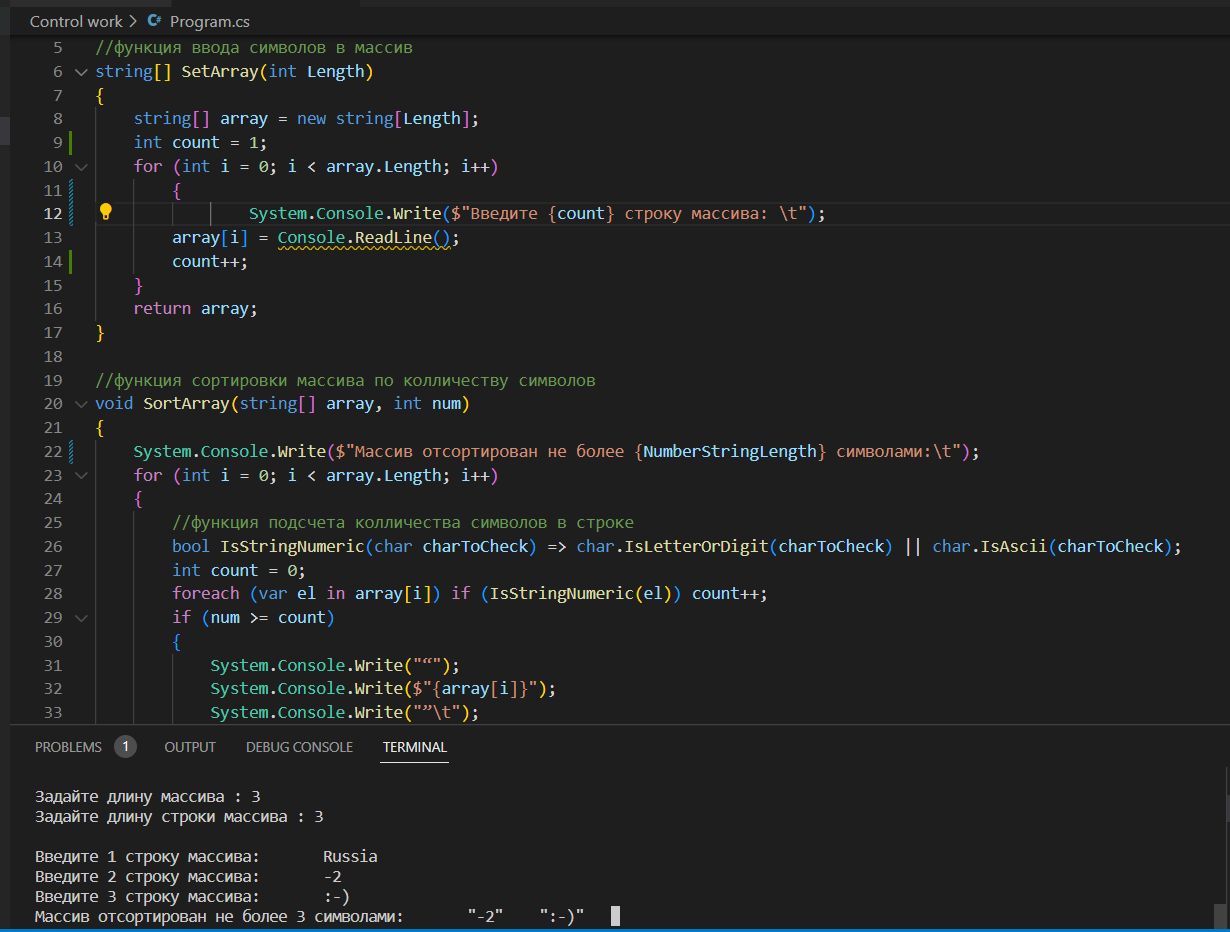 Control work > C# Program.cs
5 //функция ввода символов в массив
6 string[] SetArray(int Length)
7 {
8 string[] array = new string[Length];
9 int count = 1;
10 for (int i = 0; i < array.Length; i++)
11 {
12 System.Console.Write($"Введите {count} строку массива: \t");
13 array[i] = Console.ReadLine();
14 count++;
15 }
16 return array;
17 }
18
19 //функция сортировки массива по колличеству символов
20 void SortArray(string[] array, int num)
21 {
22 System.Console.Write($"Массив отсортирован не более {NumberStringLength} символами:\t");
23 for (int i = 0; i < array.Length; i++)
24 {
25 //функция подсчета колличества символов в строке
26 bool IsStringNumeric(char charToCheck) => char.IsLetterOrDigit(charToCheck) || char.IsAscii(charToCheck);
27 int count = 0;
28 foreach (var el in array[i]) if (IsStringNumeric(el)) count++;
29 if (num >= count)
30 {
31 System.Console.Write("“");
32 System.Console.Write($"{array[i]}");
33 System.Console.Write("”\t");
PROBLEMS 1 OUTPUT DEBUG CONSOLE TERMINAL
Задайте длину массива : 3
Задайте длину строки массива : 3
Введите 1 строку массива: Russia
Введите 2 строку массива: -2
Введите 3 строку массива: :-)
Массив отсортирован не более 3 символами: "-2" ":-)"